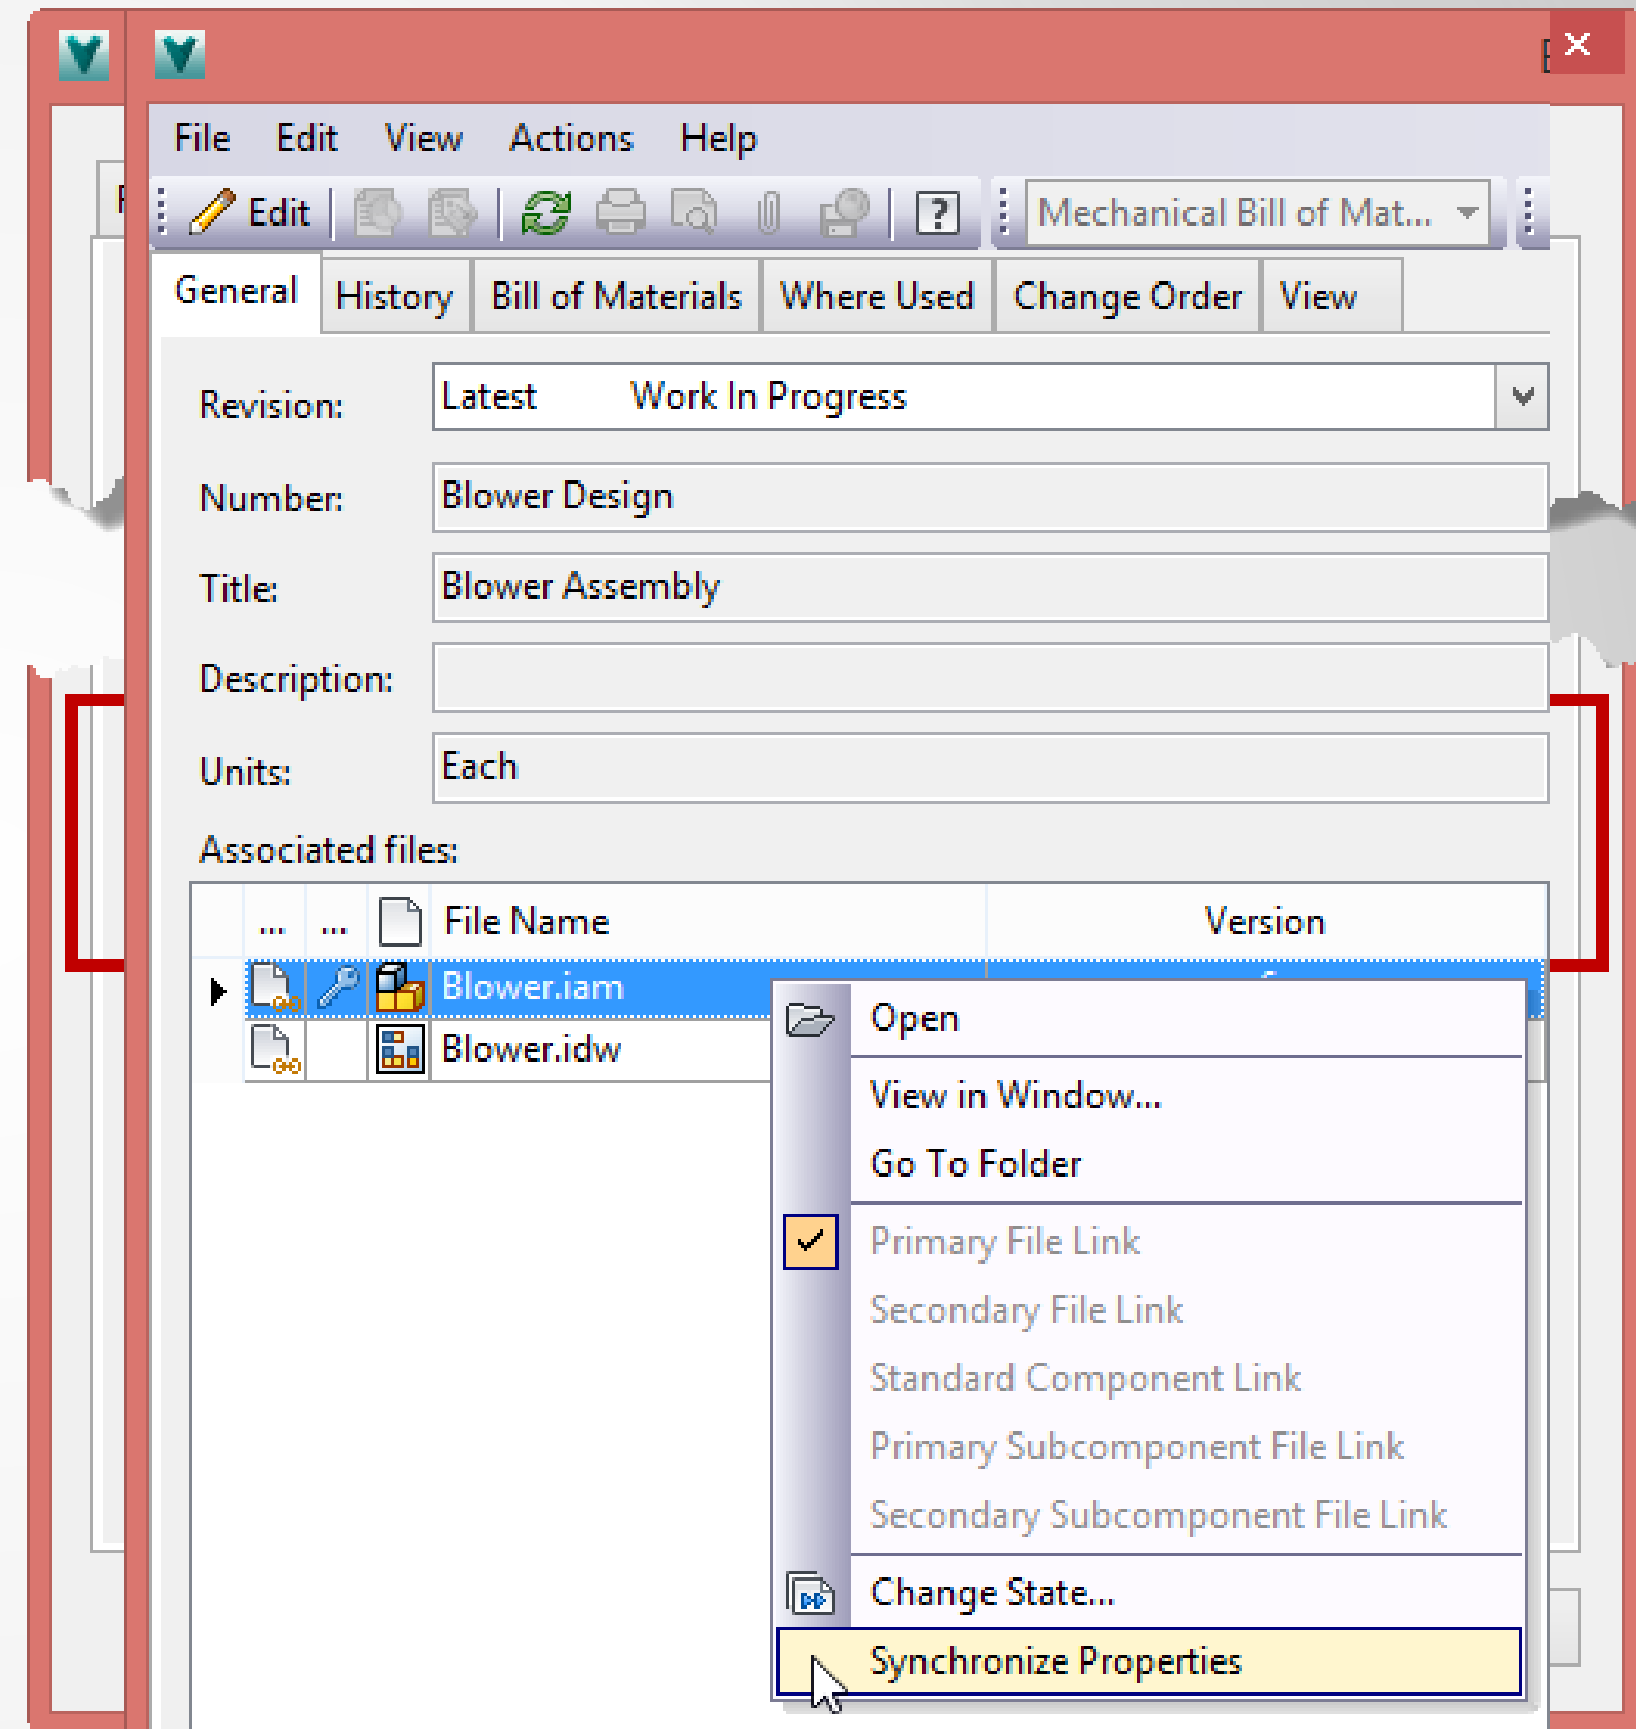 File Edit View Actions Help
Edit Mechanical Bill of Mat...
General History Bill of Materials Where Used Change Order View
Revision: Latest Work In Progress
Number: Blower Design
Title: Blower Assembly
Description:
Units: Each
Associated files:
... ... File Name Version
Blower.iam
Blower.idw
Open
View in Window...
Go To Folder
Primary File Link
Secondary File Link
Standard Component Link
Primary Subcomponent File Link
Secondary Subcomponent File Link
Change State...
Synchronize Properties